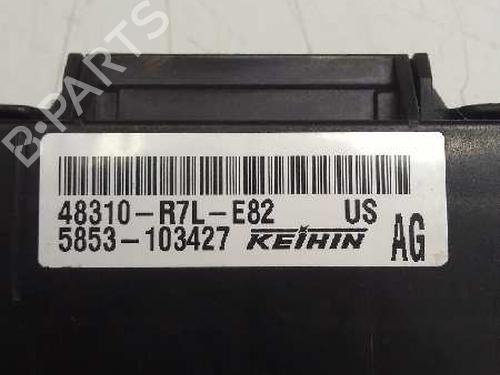 B-PARTS
48310-R7L-E82 US
5853-103427 KEIHIN AG